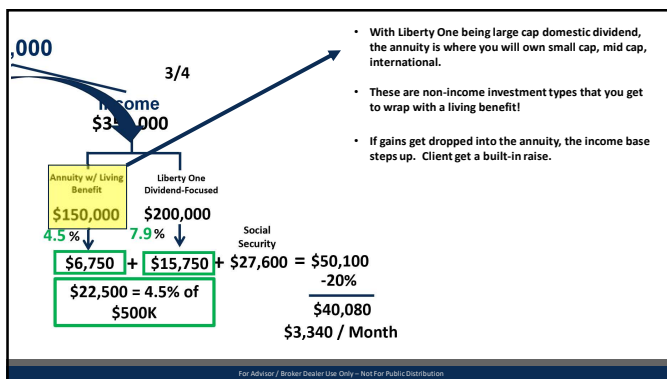 ,000
3/4
Income
Annuity w/ Living
Benefit
$150,000
Liberty One
Dividend-Focused
$200,000
4.5 %
7.9 %
Social
Security
$6,750 + $15,750 + $27,600 = $50,100
-20%
$40,080
$3,340 / Month
$22,500 = 4.5% of
$500K
• With Liberty One being large cap domestic dividend,
the annuity is where you will own small cap, mid cap,
international.
• These are non-income investment types that you get
to wrap with a living benefit!
• If gains get dropped into the annuity, the income base
steps up. Client get a built-in raise.
For Advisor / Broker Dealer Use Only – Not For Public Distribution